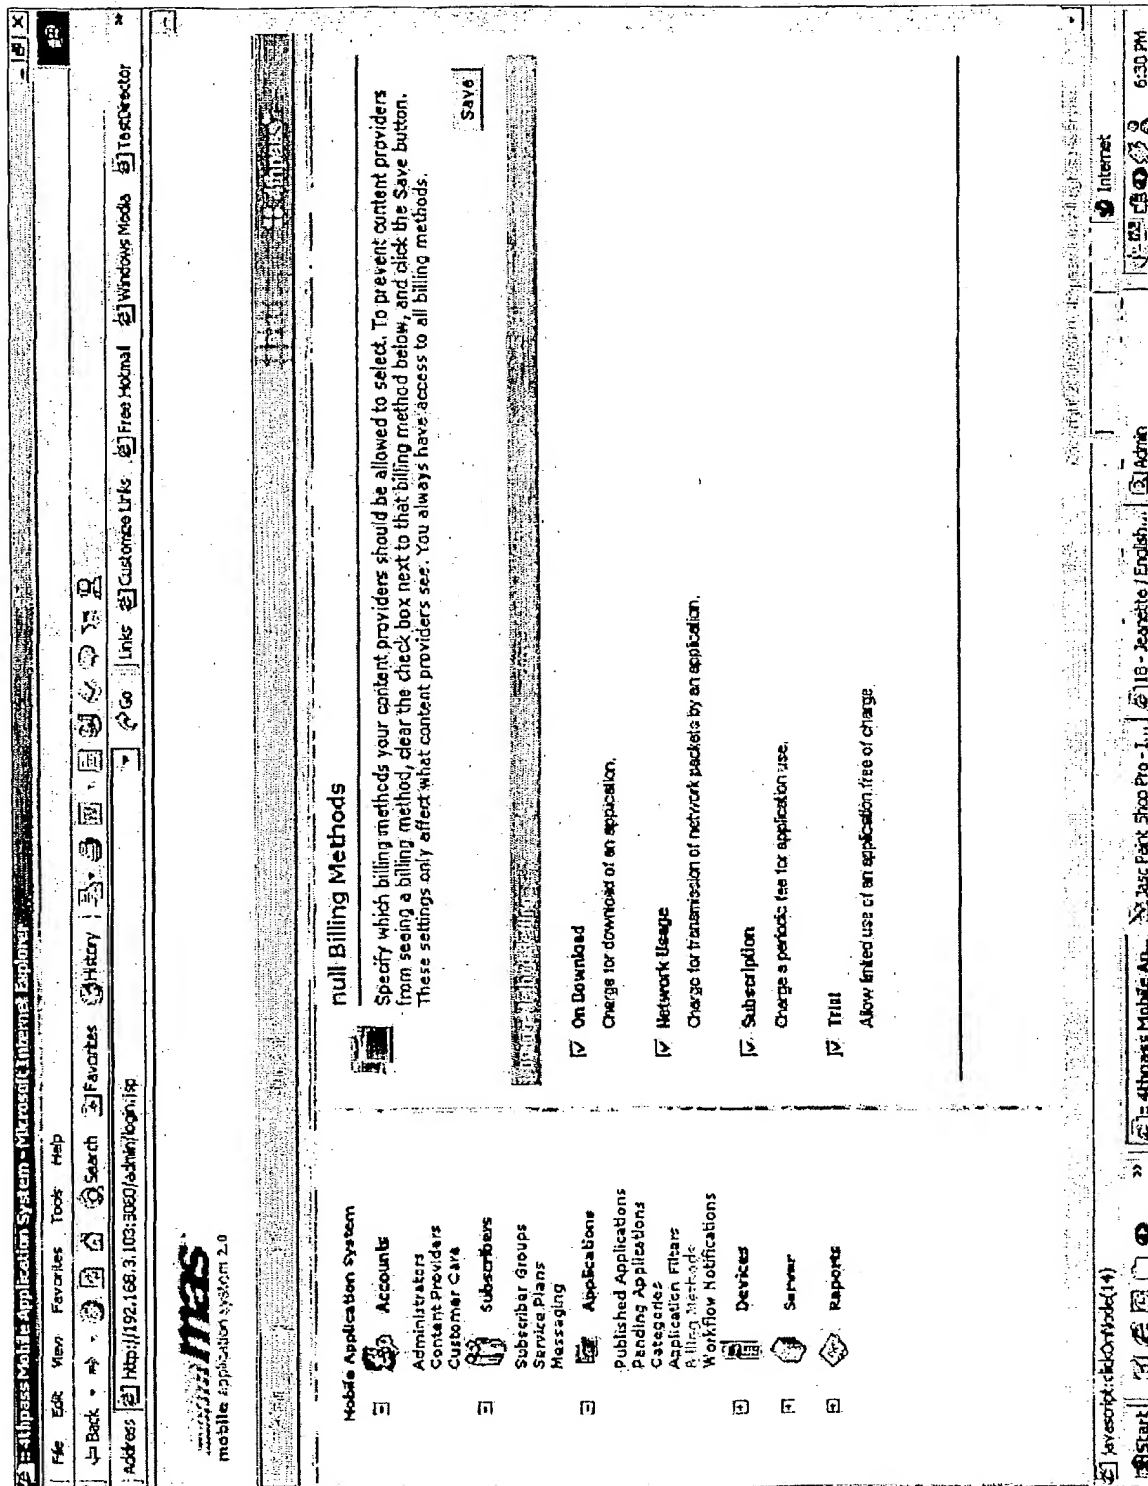 4thpass Mobile Application System - Microsoft Internet Explorer
File Edit View Favorites Tools Help
Back Search Favorites History
Address http://192.168.3.103:8080/admin/login.jsp Go Links Customize Links Free Hotmail Windows Media TestDirector
mas
mobile application system 2.0
Mobile Application System
Accounts
Administrators
Content Providers
Customer Care
Subscribers
Subscriber Groups
Service Plans
Messaging
Applications
Published Applications
Pending Applications
Categories
Application Filters
Billing Methods
Workflow Notifications
Devices
Server
Reports
null Billing Methods
Specify which billing methods your content providers should be allowed to select. To prevent content providers
from seeing a billing method, clear the check box next to that billing method below, and click the Save button.
These settings only affect what content providers see. You always have access to all billing methods.
Save
On Download
Charge for download of an application.
Network Usage
Charge for transmission of network packets by an application.
Subscription
Charge a periodic fee for application use.
Trial
Allow limited use of an application free of charge.
javascript:clickOnNode(14) Internet
Start 4thpass Mobile Ap... Jasc Paint Shop Pro - I... 18 - Jeanette / English... Admin 6:30 PM